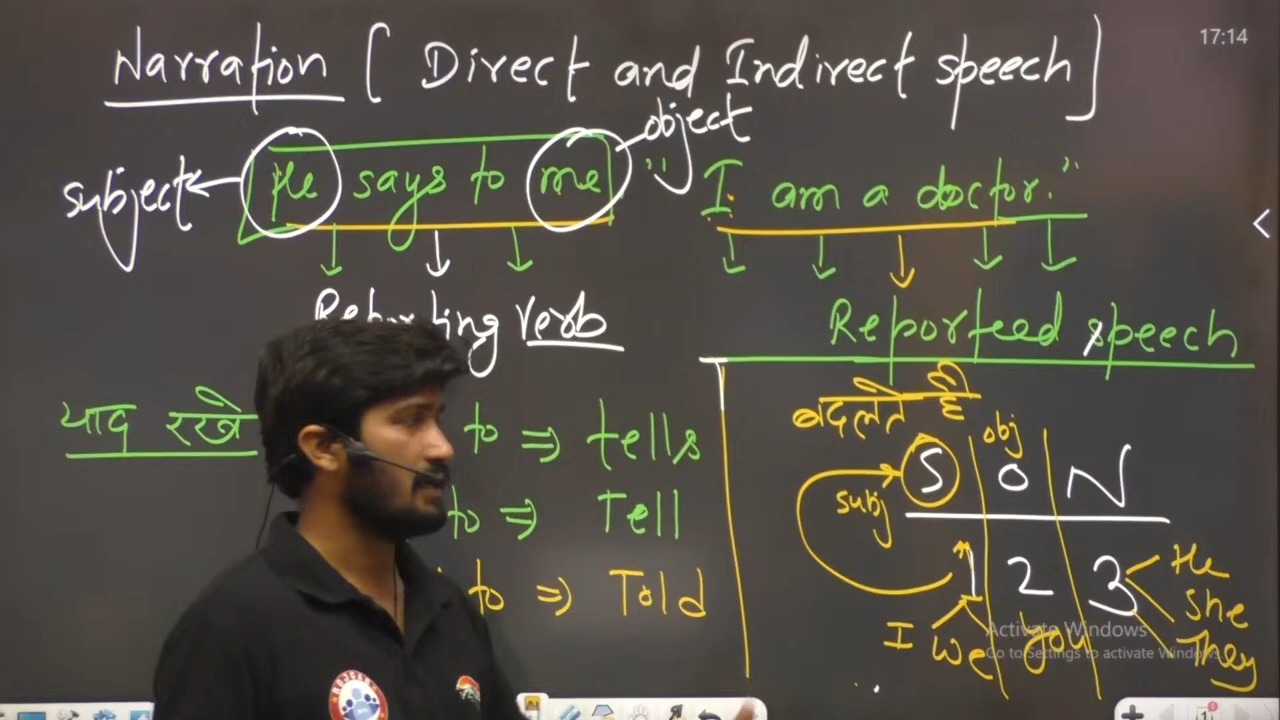 17:14
Narration [ Direct and Indirect speech ]
object
subject
He says to me " I am a doctor."
Reporting verb
Reporteed speech
याद रखे
to ⇒ tells
to ⇒ Tell
to ⇒ Told
बदलते है
obj
S O N
subj
1 2 3
He
She
They
I We you
Activate Windows
Go to Settings to activate Windows.